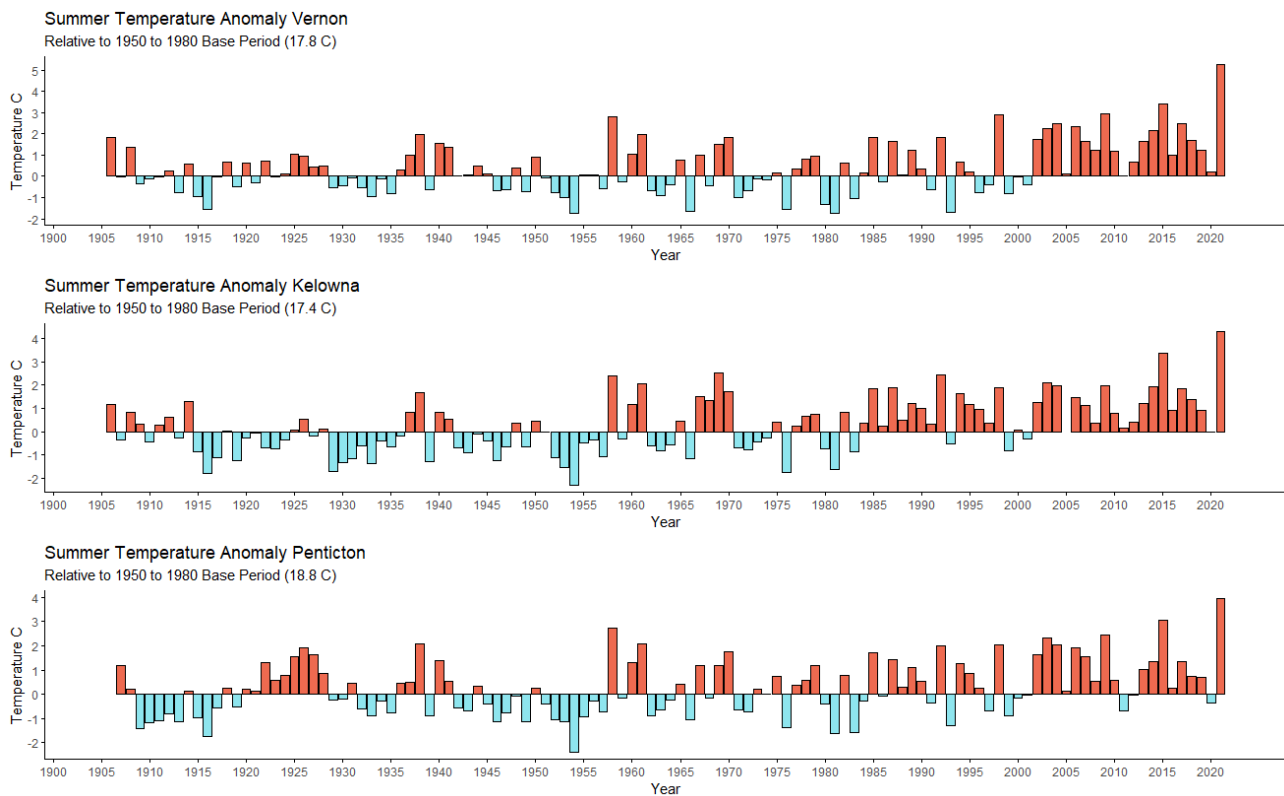 Summer Temperature Anomaly Vernon
Relative to 1950 to 1980 Base Period (17.8 C)
5
4
3
2
1
0
-1
-2
Temperature C
1900 1905 1910 1915 1920 1925 1930 1935 1940 1945 1950 1955 1960 1965 1970 1975 1980 1985 1990 1995 2000 2005 2010 2015 2020
Year
Summer Temperature Anomaly Kelowna
Relative to 1950 to 1980 Base Period (17.4 C)
4
3
2
1
0
-1
-2
Temperature C
1900 1905 1910 1915 1920 1925 1930 1935 1940 1945 1950 1955 1960 1965 1970 1975 1980 1985 1990 1995 2000 2005 2010 2015 2020
Year
Summer Temperature Anomaly Penticton
Relative to 1950 to 1980 Base Period (18.8 C)
4
3
2
1
0
-1
-2
Temperature C
1900 1905 1910 1915 1920 1925 1930 1935 1940 1945 1950 1955 1960 1965 1970 1975 1980 1985 1990 1995 2000 2005 2010 2015 2020
Year